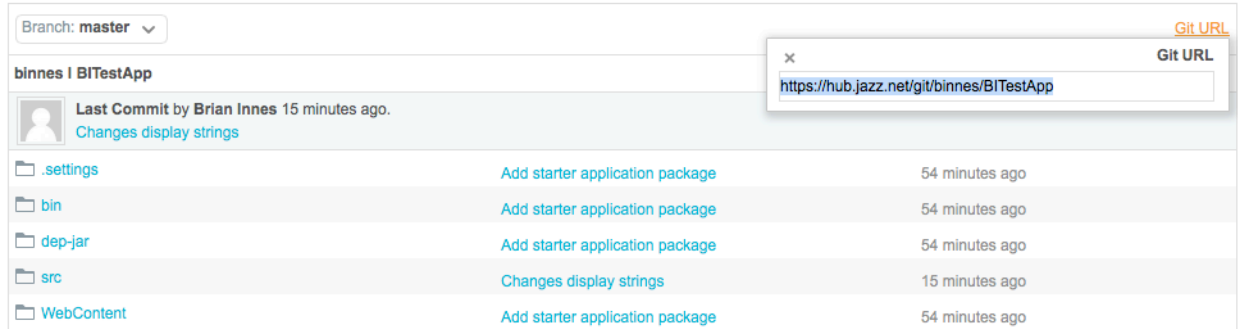 Branch: master
Git URL
× Git URL
https://hub.jazz.net/git/binnes/BITestApp
binnes | BITestApp
Last Commit by Brian Innes 15 minutes ago.
Changes display strings
.settings Add starter application package 54 minutes ago
bin Add starter application package 54 minutes ago
dep-jar Add starter application package 54 minutes ago
src Changes display strings 15 minutes ago
WebContent Add starter application package 54 minutes ago